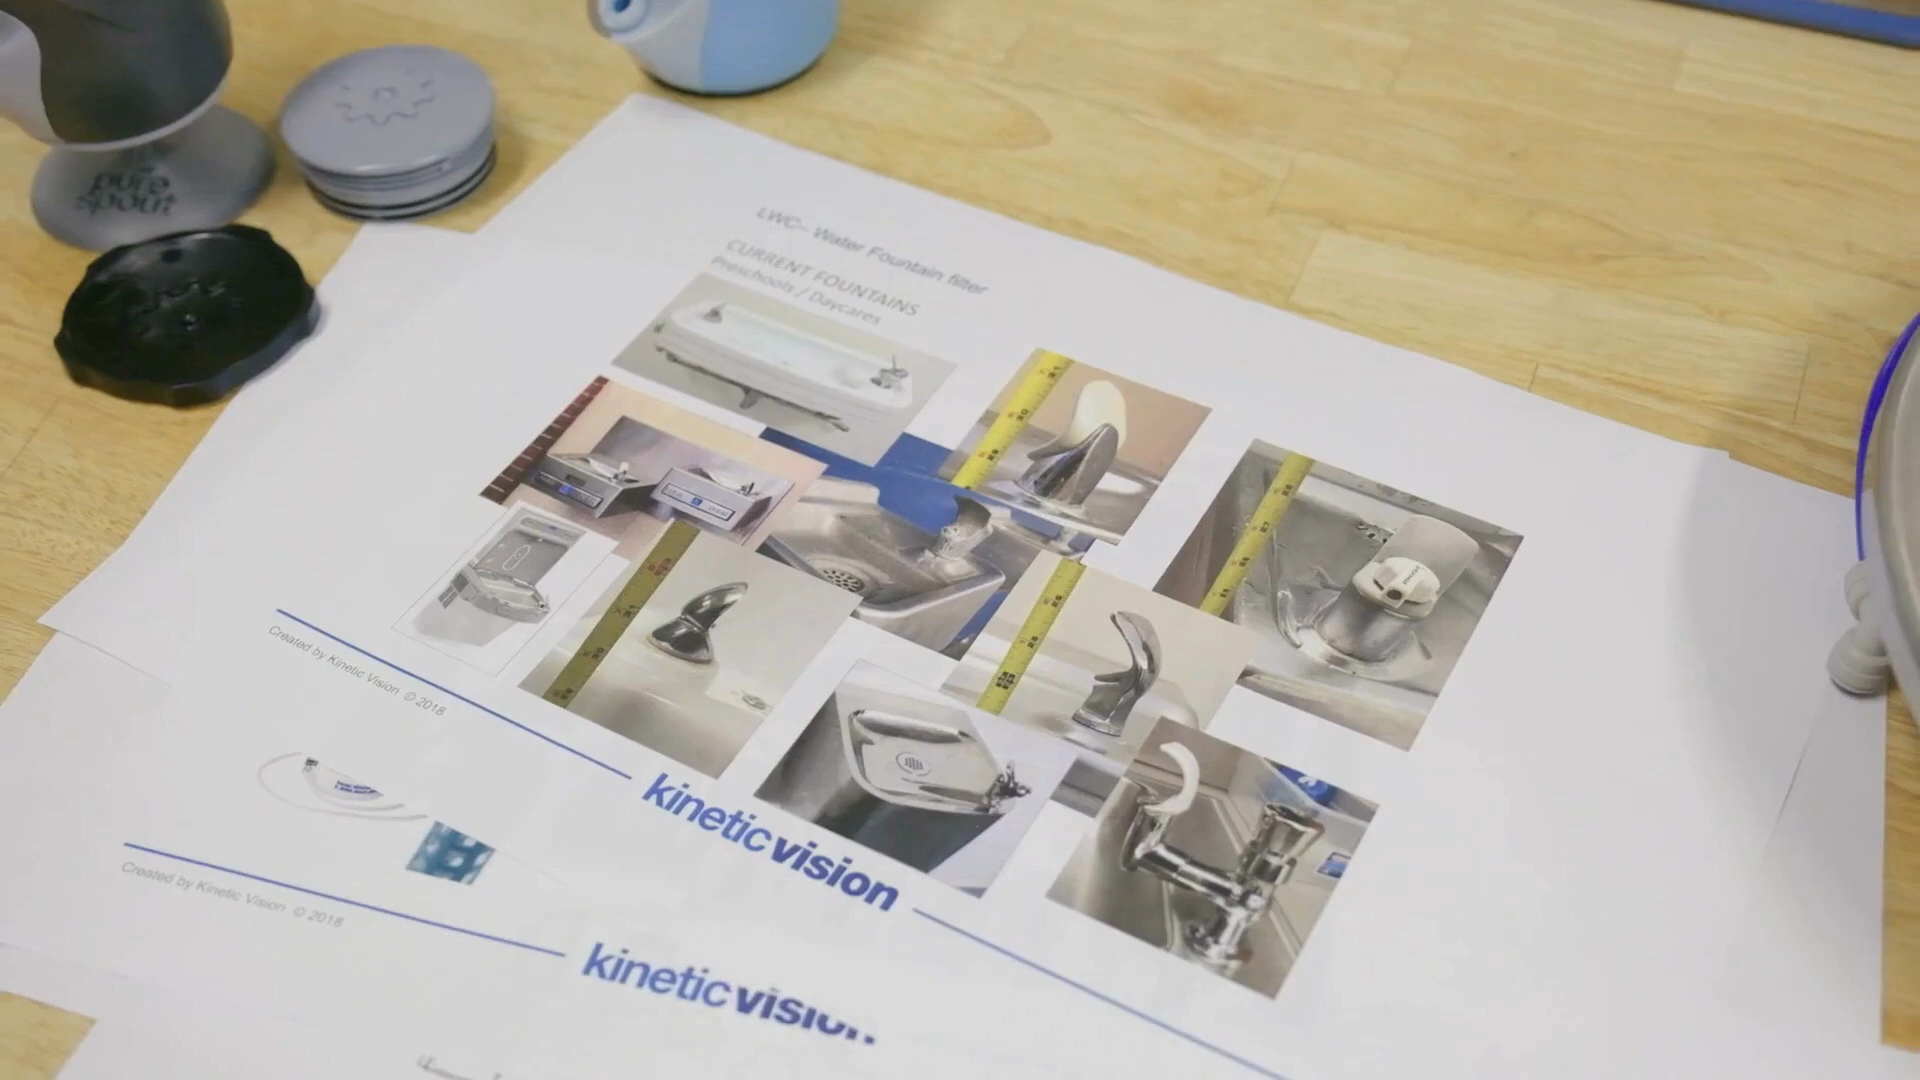 pure
spout
LWC– Water Fountain filter
CURRENT FOUNTAINS
Preschools / Daycares
Created by Kinetic Vision © 2018
kineticvision
Created by Kinetic Vision © 2018
kineticvision